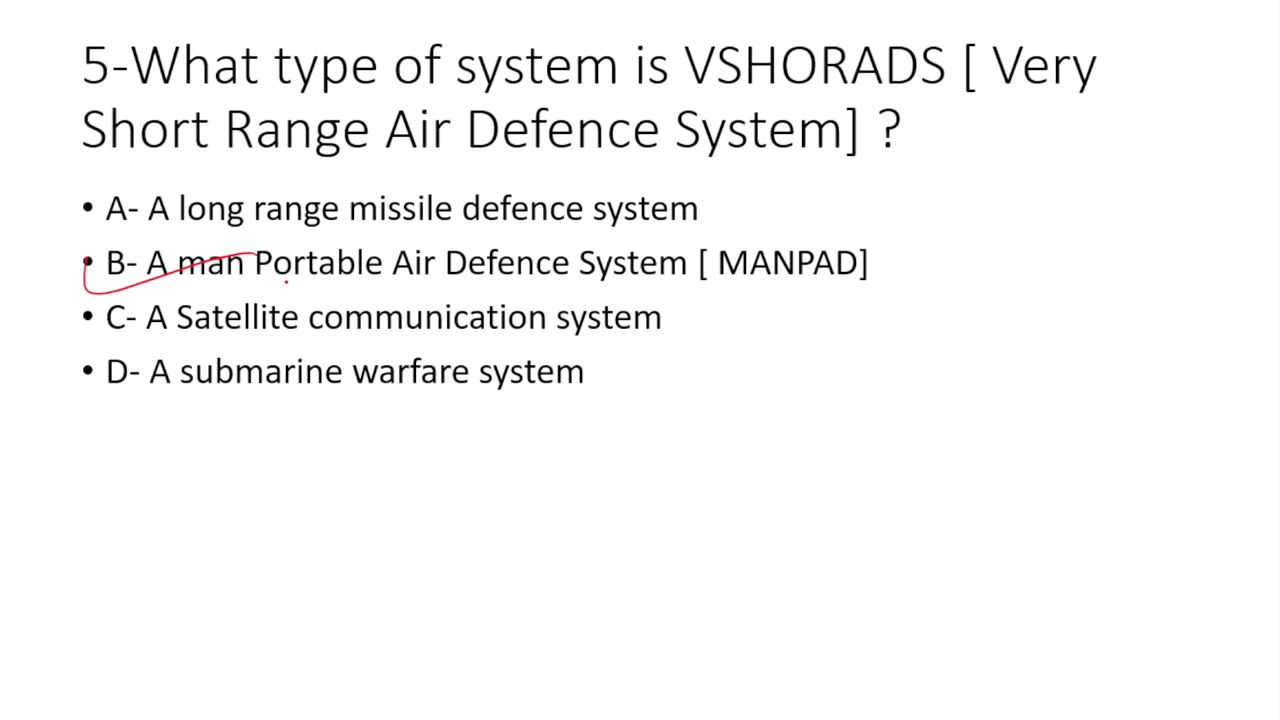 5-What type of system is VSHORADS [ Very
Short Range Air Defence System] ?
• A- A long range missile defence system
• B- A man Portable Air Defence System [ MANPAD]
• C- A Satellite communication system
• D- A submarine warfare system